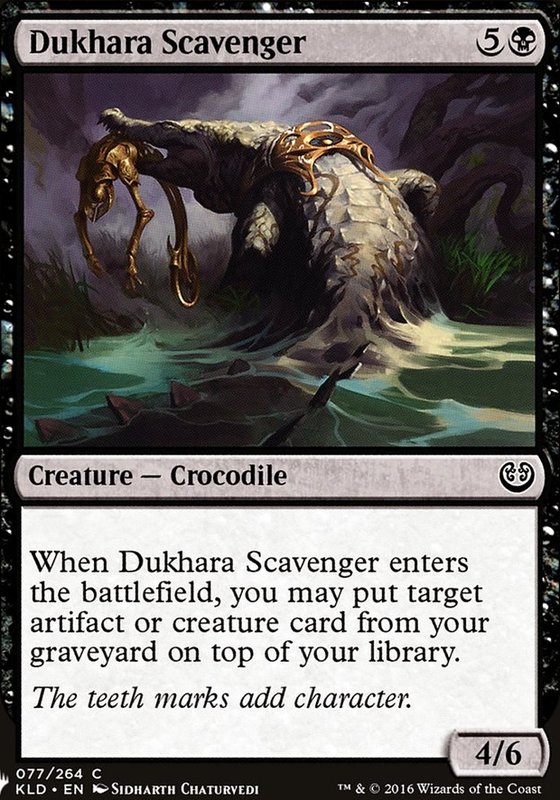 Dukhara Scavenger 5
Creature — Crocodile
When Dukhara Scavenger enters
the battlefield, you may put target
artifact or creature card from your
graveyard on top of your library.
The teeth marks add character.
4/6
077/264 C
KLD • EN Sidharth Chaturvedi
™ & © 2016 Wizards of the Coast